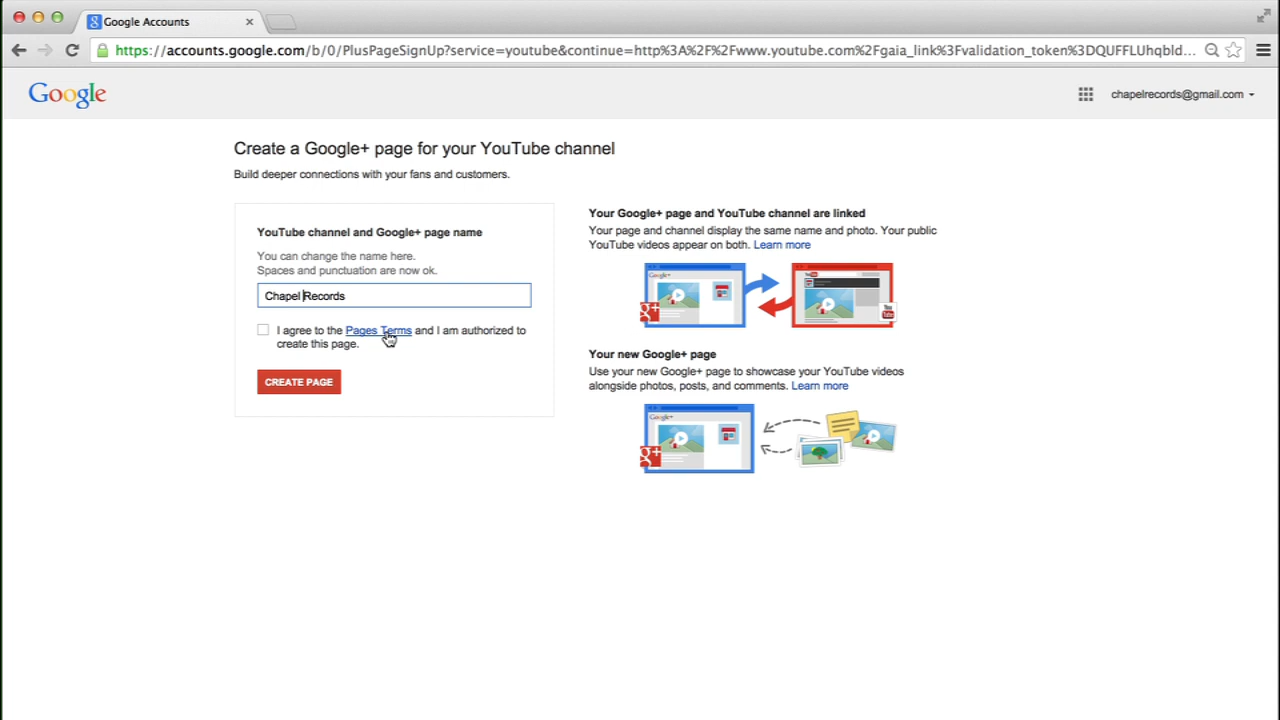 Google Accounts
https://accounts.google.com/b/0/PlusPageSignUp?service=youtube&continue=http%3A%2F%2Fwww.youtube.com%2Fgaia_link%3Fvalidation_token%3DQUFFLUhqbld...
Google
chapelrecords@gmail.com
Create a Google+ page for your YouTube channel
Build deeper connections with your fans and customers.
YouTube channel and Google+ page name
You can change the name here.
Spaces and punctuation are now ok.
Chapel Records
I agree to the Pages Terms and I am authorized to
create this page.
CREATE PAGE
Your Google+ page and YouTube channel are linked
Your page and channel display the same name and photo. Your public
YouTube videos appear on both. Learn more
Google+
g+
You
Tube
Your new Google+ page
Use your new Google+ page to showcase your YouTube videos
alongside photos, posts, and comments. Learn more
Google+
g+